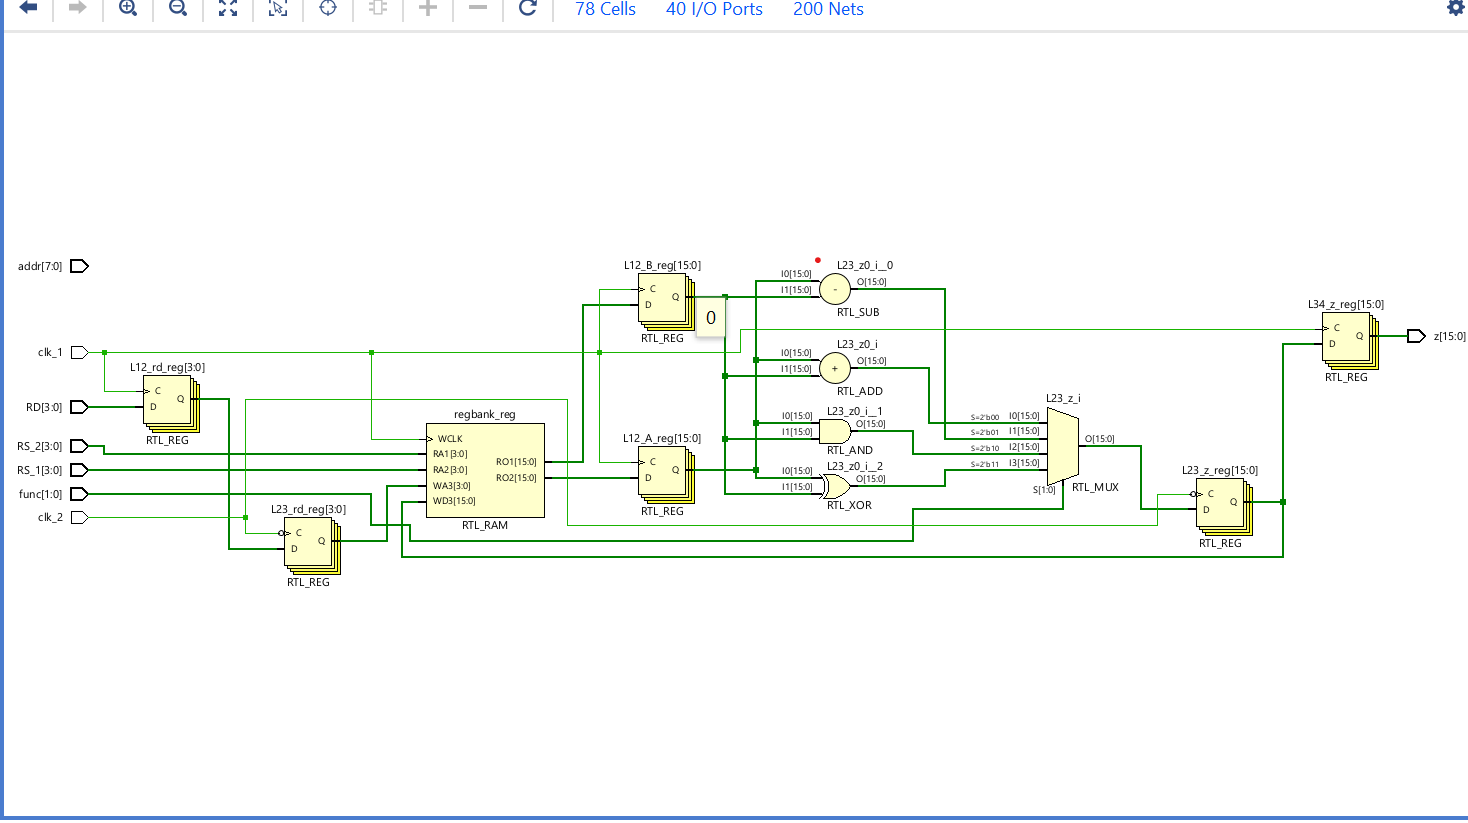 78 Cells 40 I/O Ports 200 Nets
addr[7:0]
clk_1
L12_rd_reg[3:0]
C
D
Q
RTL_REG
RD[3:0]
RS_2[3:0]
RS_1[3:0]
func[1:0]
clk_2
L23_rd_reg[3:0]
C
D
Q
RTL_REG
regbank_reg
WCLK
RA1[3:0]
RA2[3:0]
WA3[3:0]
WD3[15:0]
RO1[15:0]
RO2[15:0]
RTL_RAM
L12_B_reg[15:0]
C
D
Q
RTL_REG
0
L12_A_reg[15:0]
C
D
Q
RTL_REG
L23_z0_i__0
I0[15:0]
I1[15:0]
-
O[15:0]
RTL_SUB
L23_z0_i
I0[15:0]
I1[15:0]
+
O[15:0]
RTL_ADD
L23_z0_i__1
I0[15:0]
I1[15:0]
O[15:0]
RTL_AND
L23_z0_i__2
I0[15:0]
I1[15:0]
O[15:0]
RTL_XOR
L23_z_i
S=2'b00 I0[15:0]
S=2'b01 I1[15:0]
S=2'b10 I2[15:0]
S=2'b11 I3[15:0]
O[15:0]
S[1:0]
RTL_MUX
L23_z_reg[15:0]
C
D
Q
RTL_REG
L34_z_reg[15:0]
C
D
Q
RTL_REG
z[15:0]